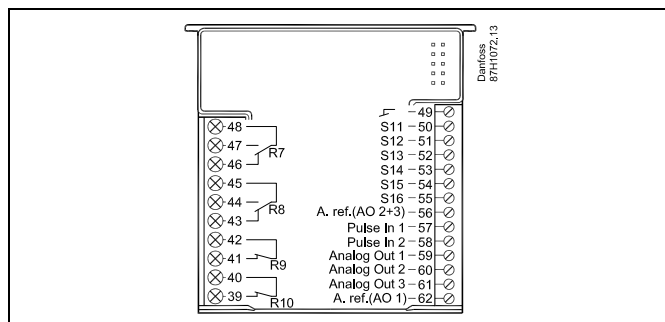 Danfoss
87H1072.13
48
47
R7
46
45
44
R8
43
42
41
R9
40
39
R10
49
S11 50
S12 51
S13 52
S14 53
S15 54
S16 55
A. ref.(AO 2+3) 56
Pulse In 1 57
Pulse In 2 58
Analog Out 1 59
Analog Out 2 60
Analog Out 3 61
A. ref.(AO 1) 62